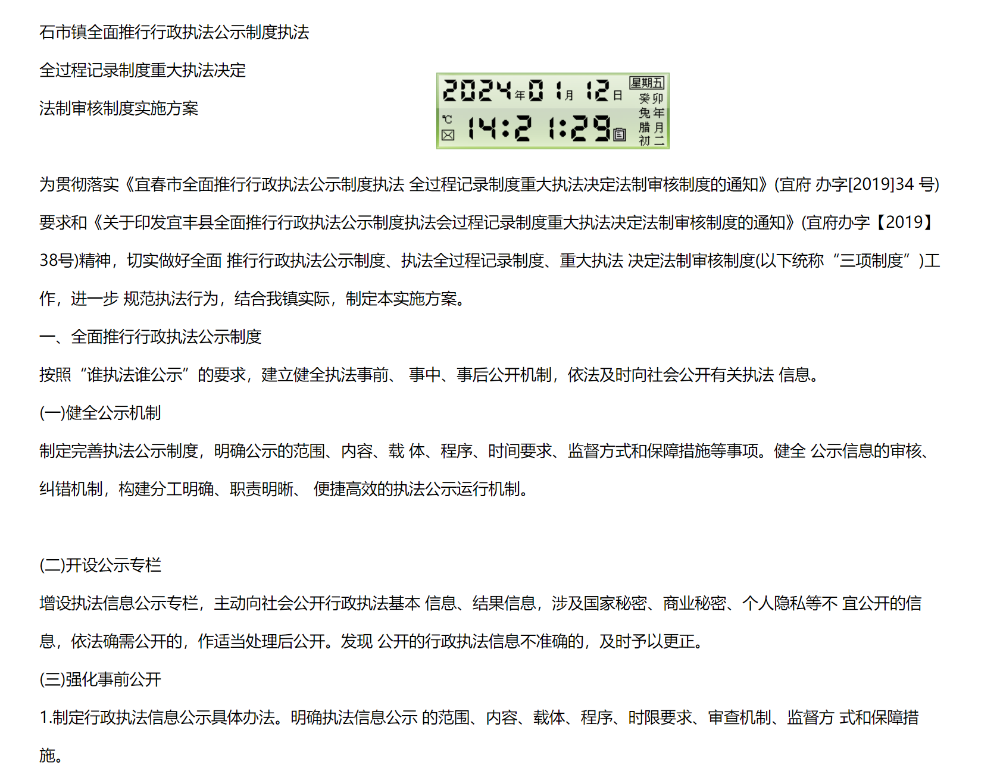 石市镇全面推行行政执法公示制度执法
全过程记录制度重大执法决定
法制审核制度实施方案
2024年01月12日 星期五
癸卯
兔年
℃ 14:21:29 腊月
初二
为贯彻落实《宜春市全面推行行政执法公示制度执法 全过程记录制度重大执法决定法制审核制度的通知》(宜府 办字[2019]34 号)
要求和《关于印发宜丰县全面推行行政执法公示制度执法会过程记录制度重大执法决定法制审核制度的通知》(宜府办字【2019】
38号)精神，切实做好全面 推行行政执法公示制度、执法全过程记录制度、重大执法 决定法制审核制度(以下统称“三项制度”)工
作，进一步 规范执法行为，结合我镇实际，制定本实施方案。
一、全面推行行政执法公示制度
按照“谁执法谁公示”的要求，建立健全执法事前、 事中、事后公开机制，依法及时向社会公开有关执法 信息。
(一)健全公示机制
制定完善执法公示制度，明确公示的范围、内容、载 体、程序、时间要求、监督方式和保障措施等事项。健全 公示信息的审核、
纠错机制，构建分工明确、职责明晰、 便捷高效的执法公示运行机制。
(二)开设公示专栏
增设执法信息公示专栏，主动向社会公开行政执法基本 信息、结果信息，涉及国家秘密、商业秘密、个人隐私等不 宜公开的信
息，依法确需公开的，作适当处理后公开。发现 公开的行政执法信息不准确的，及时予以更正。
(三)强化事前公开
1.制定行政执法信息公示具体办法。明确执法信息公示 的范围、内容、载体、程序、时限要求、审查机制、监督方 式和保障措
施。